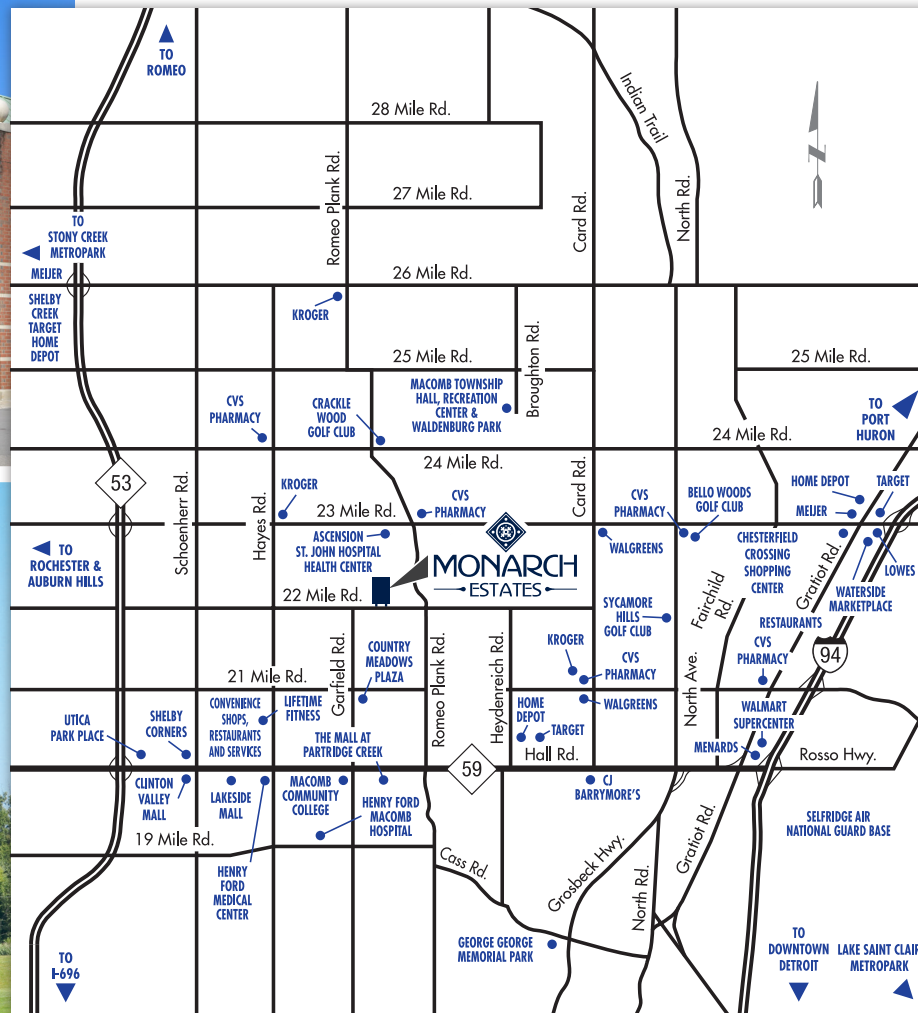 TO
ROMEO
28 Mile Rd.
Indian Trail
Romeo Plank Rd.
27 Mile Rd.
Card Rd.
North Rd.
N
TO
STONY CREEK
METROPARK
MEIJER
26 Mile Rd.
SHELBY
CREEK
TARGET
HOME
DEPOT
KROGER
Broughton Rd.
25 Mile Rd.
25 Mile Rd.
CVS
PHARMACY
CRACKLE
WOOD
GOLF CLUB
MACOMB TOWNSHIP
HALL, RECREATION
CENTER &
WALDENBURG PARK
TO
PORT
HURON
24 Mile Rd.
24 Mile Rd.
53
Schoenherr Rd.
Hayes Rd.
KROGER
23 Mile Rd.
CVS
PHARMACY
Card Rd.
CVS
PHARMACY
BELLO WOODS
GOLF CLUB
HOME DEPOT
TARGET
MEIJER
TO
ROCHESTER &
AUBURN HILLS
ASCENSION
ST. JOHN HOSPITAL
HEALTH CENTER
MONARCH
ESTATES
WALGREENS
CHESTERFIELD
CROSSING
SHOPPING
CENTER
Gratiot Rd.
LOWES
WATERSIDE
MARKETPLACE
22 Mile Rd.
SYCAMORE
HILLS
GOLF CLUB
Fairchild
Rd.
RESTAURANTS
Garfield Rd.
COUNTRY
MEADOWS
PLAZA
Romeo Plank Rd.
Heydenreich Rd.
KROGER
CVS
PHARMACY
North Ave.
CVS
PHARMACY
94
21 Mile Rd.
UTICA
PARK PLACE
SHELBY
CORNERS
CONVENIENCE
SHOPS,
RESTAURANTS
AND SERVICES
LIFETIME
FITNESS
THE MALL AT
PARTRIDGE CREEK
HOME
DEPOT
TARGET
WALGREENS
WALMART
SUPERCENTER
MENARDS
Hall Rd.
Rosso Hwy.
59
CLINTON
VALLEY
MALL
LAKESIDE
MALL
MACOMB
COMMUNITY
COLLEGE
HENRY FORD
MACOMB
HOSPITAL
CJ
BARRYMORE'S
19 Mile Rd.
HENRY
FORD
MEDICAL
CENTER
Cass Rd.
Grosbeck Hwy.
North Rd.
Gratiot Rd.
SELFRIDGE AIR
NATIONAL GUARD BASE
GEORGE GEORGE
MEMORIAL PARK
TO
I-696
TO
DOWNTOWN
DETROIT
LAKE SAINT CLAIR
METROPARK